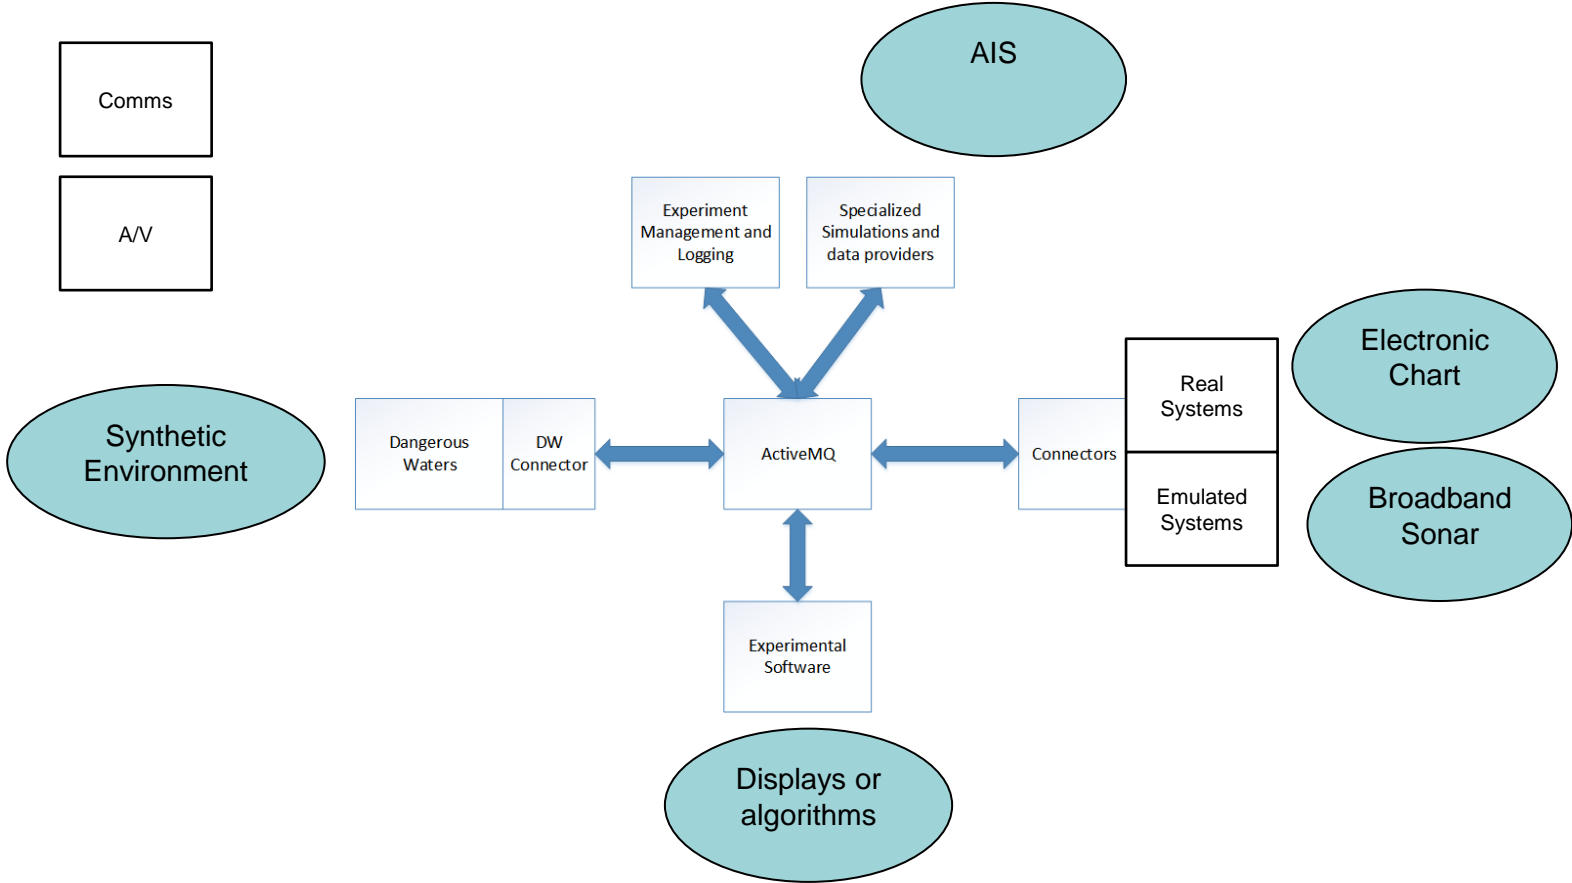 AIS
Comms
A/V
Experiment
Management and
Logging
Specialized
Simulations and
data providers
Electronic
Chart
Real
Systems
Synthetic
Environment
Dangerous
Waters
DW
Connector
ActiveMQ
Connectors
Emulated
Systems
Broadband
Sonar
Experimental
Software
Displays or
algorithms